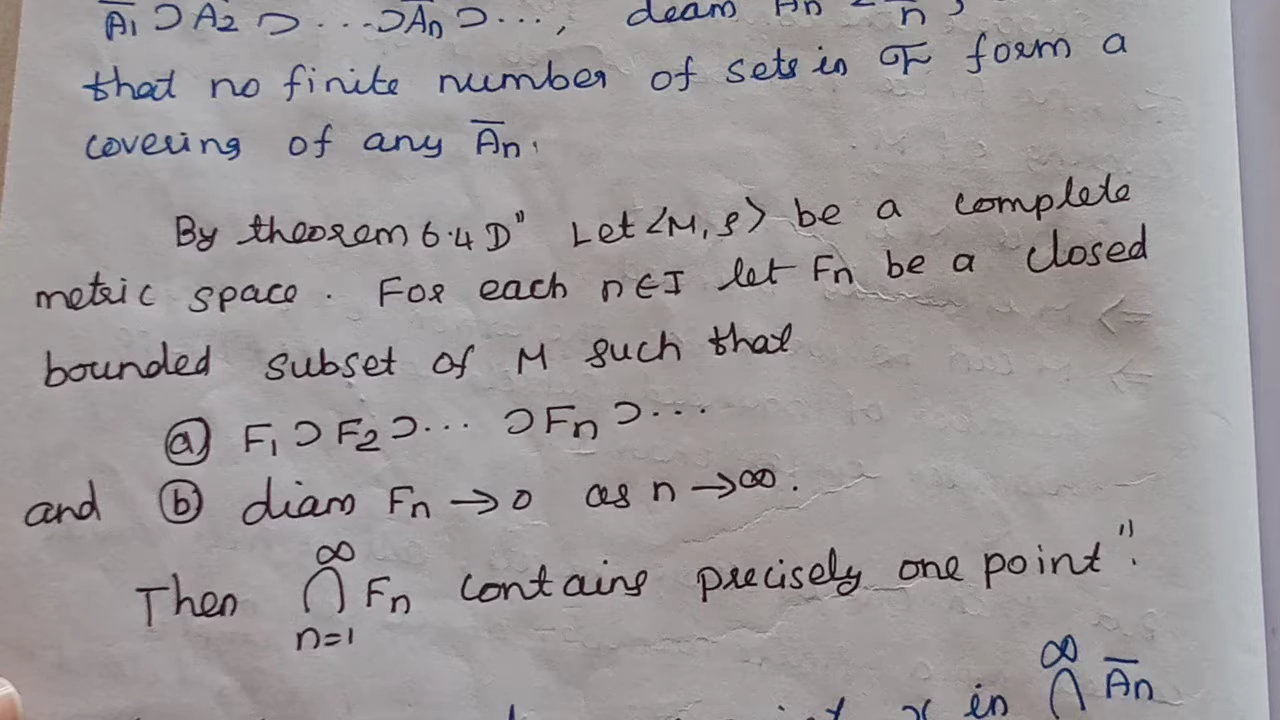 Ā₁ ⊃ A₂ ⊃ ... ⊃ Ān ⊃ ..., deam n
that no finite number of sets in ℱ form a
covering of any Ān.
By theorem 6.4 D" Let <M, ρ> be a complete
metric space. For each n∈I let Fn be a closed
bounded subset of M such that
(a) F₁ ⊃ F₂ ⊃ ... ⊃ Fn ⊃ ...
and (b) diam Fn → 0 as n → ∞.
Then ∞⋂n=1 Fn contains precisely one point".
x in ∞⋂ Ān